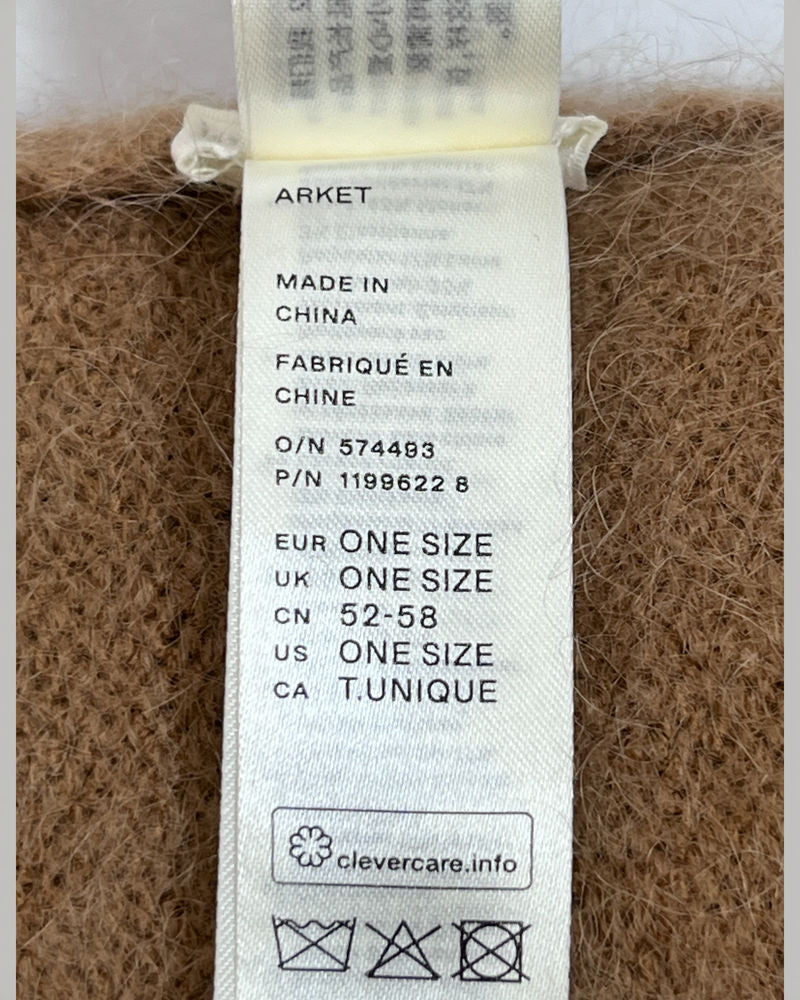 ARKET
MADE IN
CHINA
FABRIQUÉ EN
CHINE
O/N 574493
P/N 1199622 8
EUR ONE SIZE
UK ONE SIZE
CN 52-58
US ONE SIZE
CA T.UNIQUE
clevercare.info